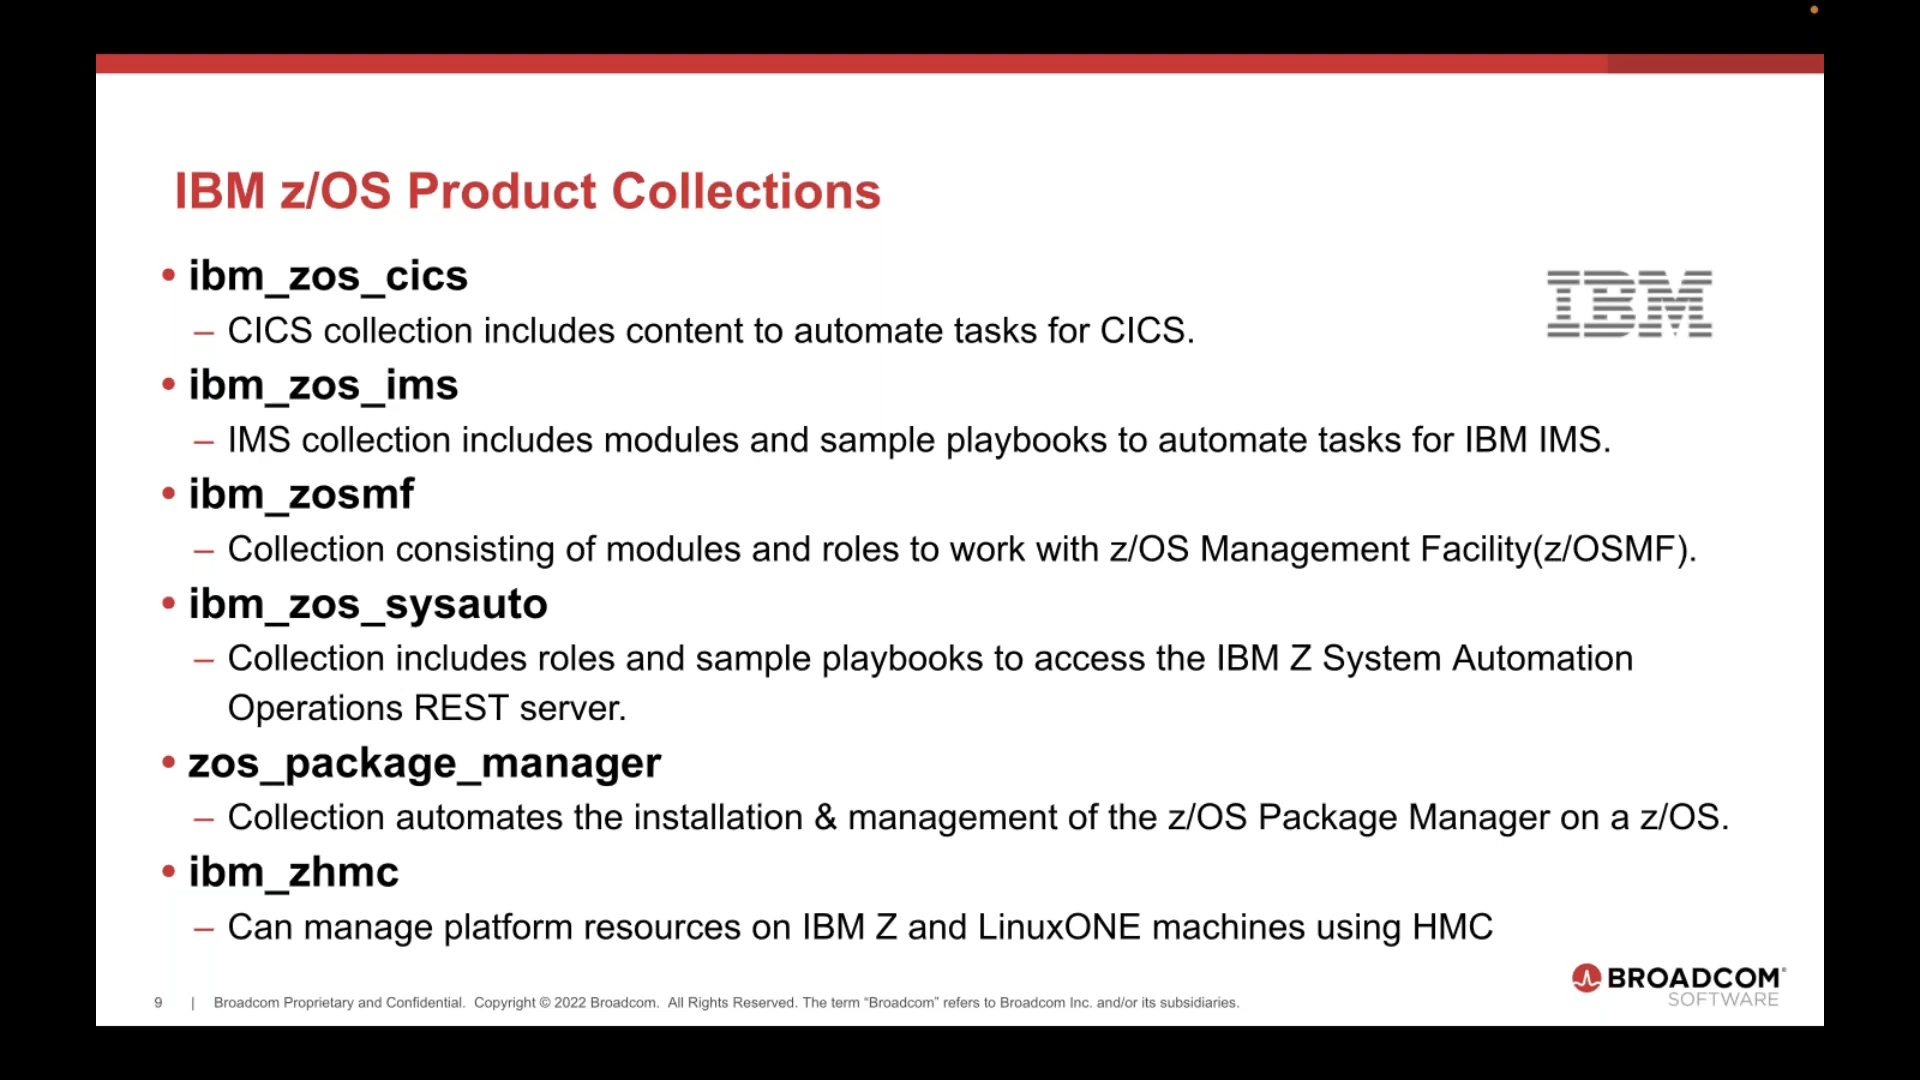 IBM z/OS Product Collections
• ibm_zos_cics
– CICS collection includes content to automate tasks for CICS.
IBM
• ibm_zos_ims
– IMS collection includes modules and sample playbooks to automate tasks for IBM IMS.
• ibm_zosmf
– Collection consisting of modules and roles to work with z/OS Management Facility(z/OSMF).
• ibm_zos_sysauto
– Collection includes roles and sample playbooks to access the IBM Z System Automation
Operations REST server.
• zos_package_manager
– Collection automates the installation & management of the z/OS Package Manager on a z/OS.
• ibm_zhmc
– Can manage platform resources on IBM Z and LinuxONE machines using HMC
BROADCOM®
SOFTWARE
9 | Broadcom Proprietary and Confidential. Copyright © 2022 Broadcom. All Rights Reserved. The term “Broadcom” refers to Broadcom Inc. and/or its subsidiaries.